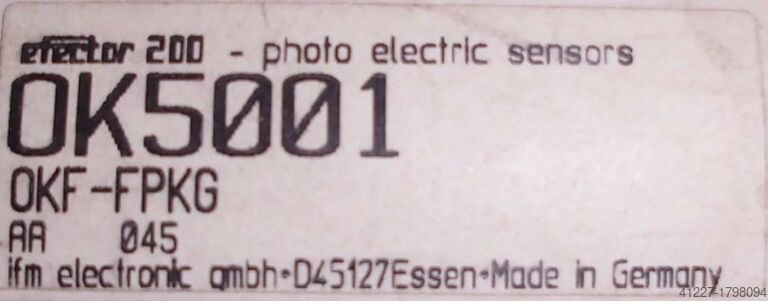 efector 200 - photo electric sensors
OK5001
OKF-FPKG
AA 045
ifm electronic gmbh•D45127Essen•Made in Germany
41227-1798094